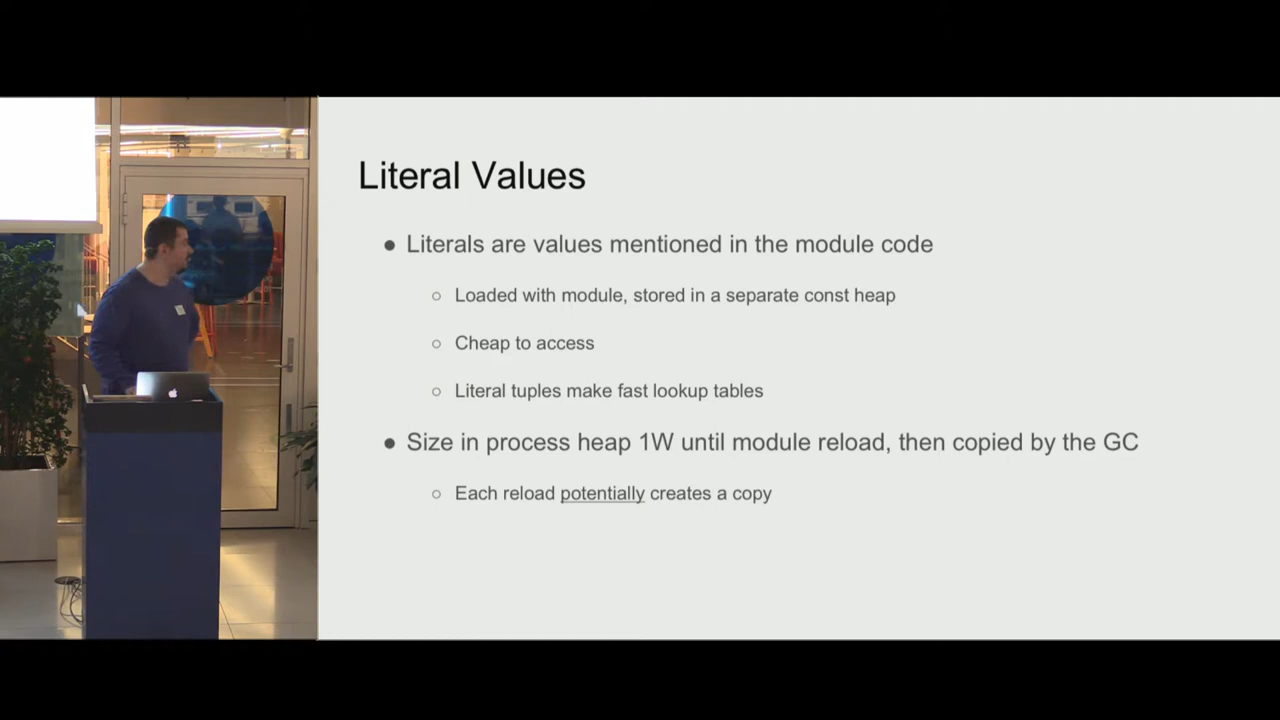 Literal Values
● Literals are values mentioned in the module code
○ Loaded with module, stored in a separate const heap
○ Cheap to access
○ Literal tuples make fast lookup tables
● Size in process heap 1W until module reload, then copied by the GC
○ Each reload potentially creates a copy